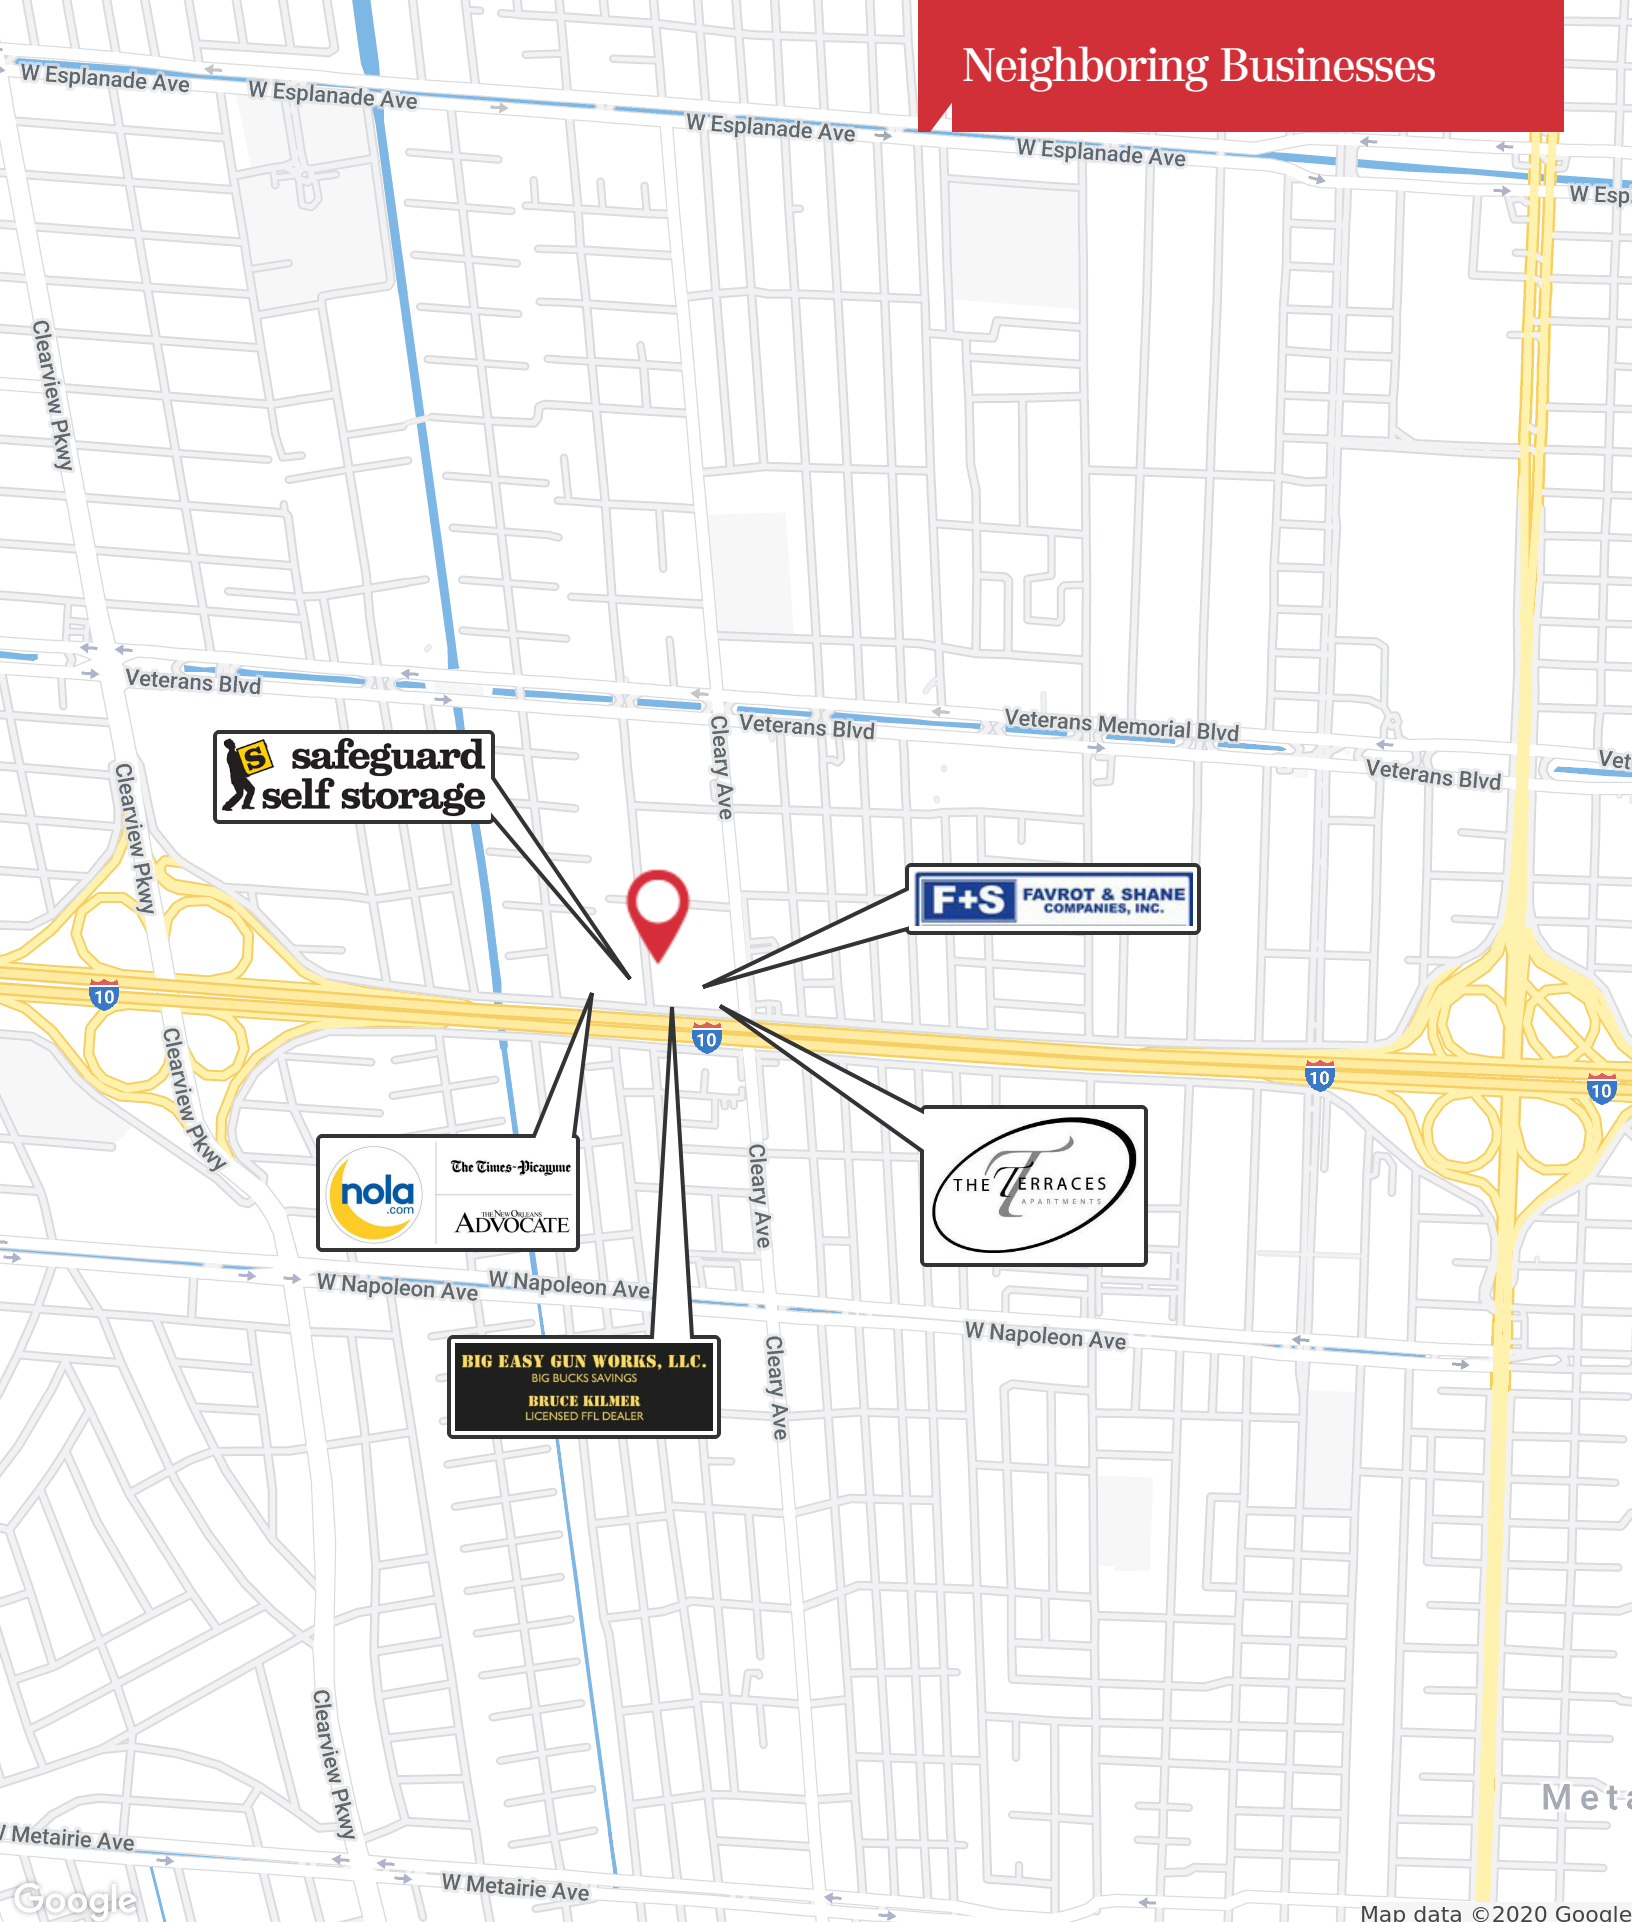 Neighboring Businesses
W Esplanade Ave
W Esplanade Ave
W Esplanade Ave
W Esplanade Ave
W Esp
Clearview Pkwy
Veterans Blvd
Veterans Blvd
Veterans Memorial Blvd
Veterans Blvd
Vet
Cleary Ave
S safeguard
self storage
Clearview Pkwy
F+S FAVROT & SHANE
COMPANIES, INC.
10
10
10
10
Clearview Pkwy
nola
.com
The Times-Picayune
THE NEW ORLEANS
ADVOCATE
THE TERRACES
APARTMENTS
Cleary Ave
W Napoleon Ave
W Napoleon Ave
W Napoleon Ave
BIG EASY GUN WORKS, LLC.
BIG BUCKS SAVINGS
BRUCE KILMER
LICENSED FFL DEALER
Cleary Ave
Clearview Pkwy
Meta
W Metairie Ave
W Metairie Ave
Google
Map data ©2020 Google